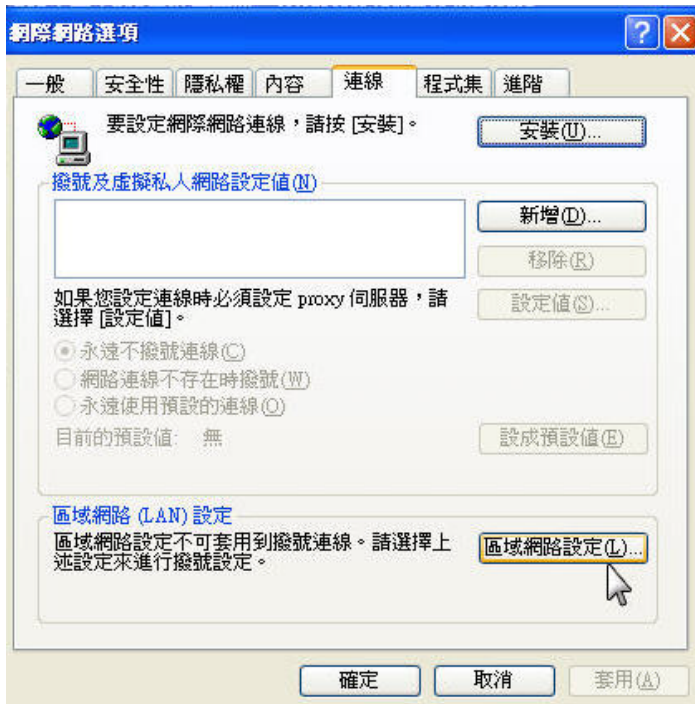 網際網路選項
一般 安全性 隱私權 內容 連線 程式集 進階
要設定網際網路連線，請按 [安裝]。
安裝(U)...
撥號及虛擬私人網路設定值(N)
新增(D)...
移除(R)
如果您設定連線時必須設定 proxy 伺服器，請
選擇 [設定值]。
設定值(S)...
永遠不撥號連線(C)
網路連線不存在時撥號(W)
永遠使用預設的連線(O)
目前的預設值: 無
設成預設值(E)
區域網路 (LAN) 設定
區域網路設定不可套用到撥號連線。請選擇上
述設定來進行撥號設定。
區域網路設定(L)...
確定 取消 套用(A)